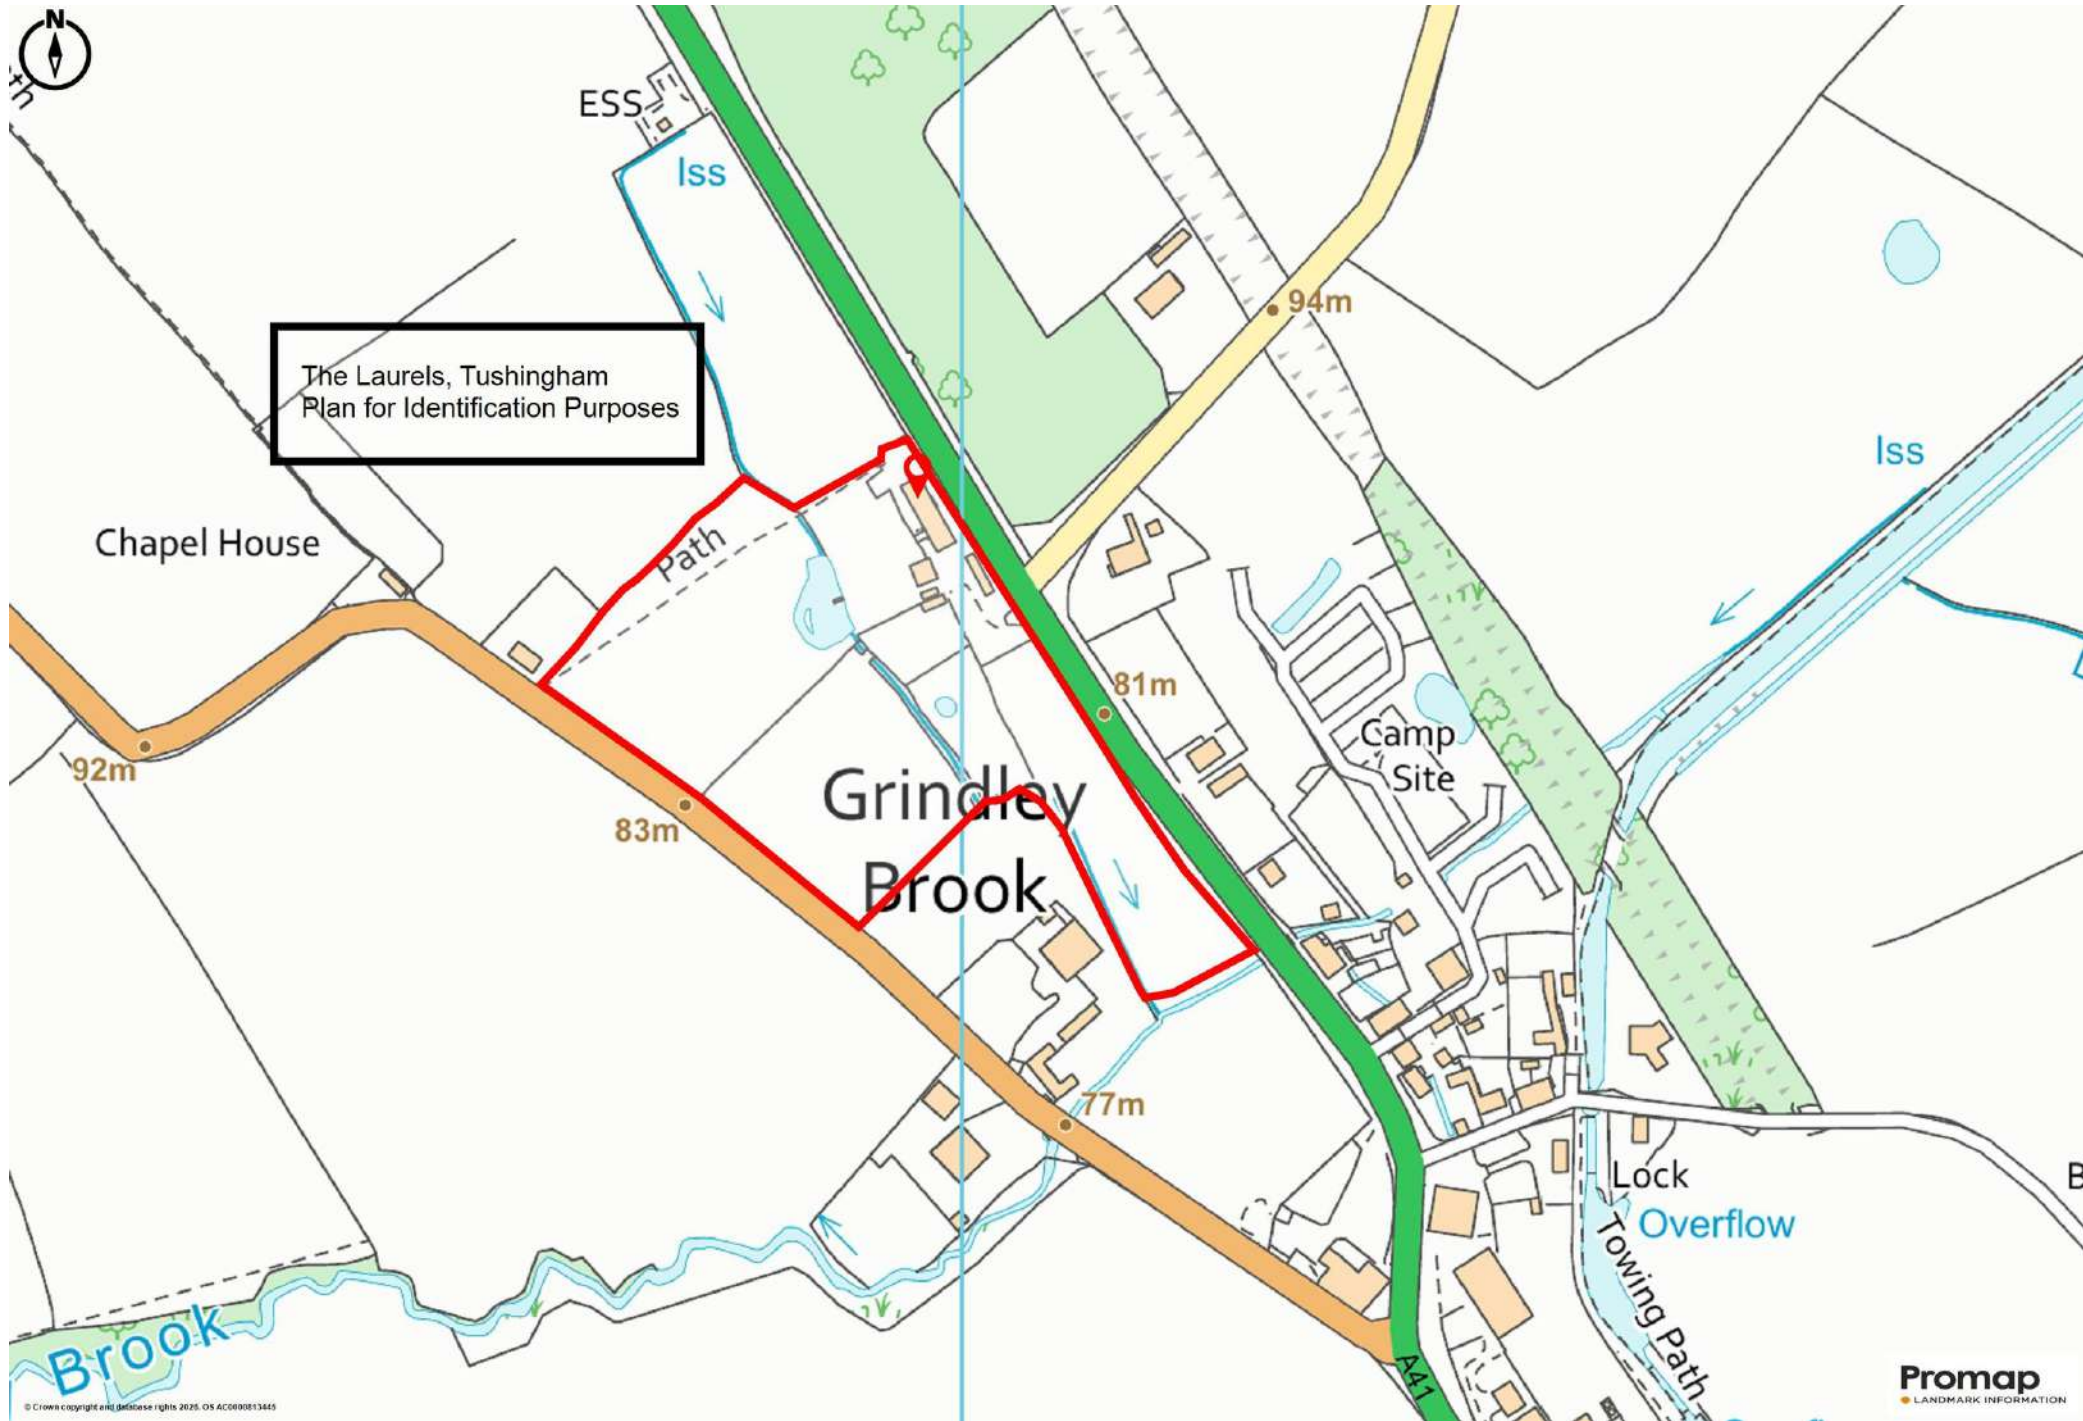 N
th
ESS
Iss
94m
The Laurels, Tushingham
Plan for Identification Purposes
Iss
Chapel House
Path
81m
Camp
Site
92m
83m
Grindley
Brook
77m
Lock
Overflow
Towing Path
B
Brook
A41
Promap
LANDMARK INFORMATION